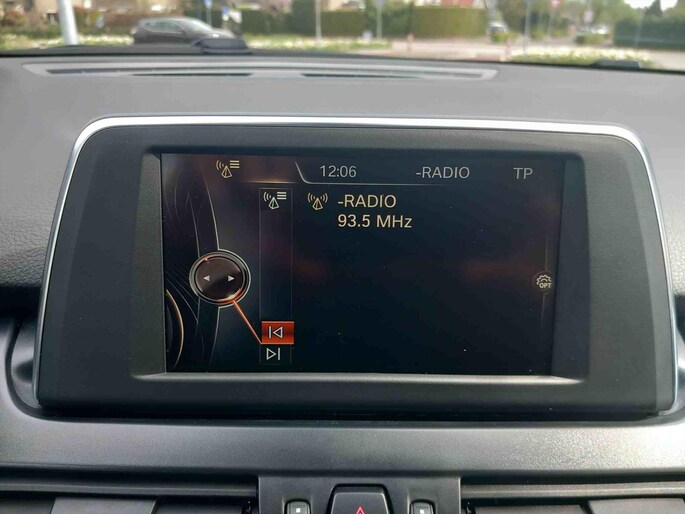 12:06 -RADIO TP
-RADIO
93.5 MHz
OPT